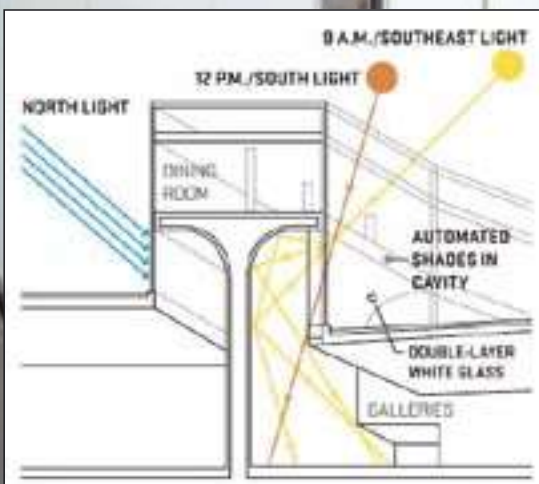 9 A.M./SOUTHEAST LIGHT
12 P.M./SOUTH LIGHT
NORTH LIGHT
DINING
ROOM
AUTOMATED
SHADES IN
CAVITY
DOUBLE-LAYER
WHITE GLASS
GALLERIES